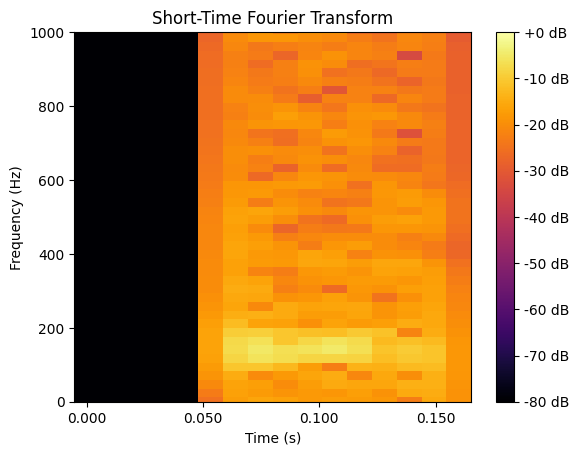 Short-Time Fourier Transform
1000
800
600
400
200
0
Frequency (Hz)
0.000
0.050
0.100
0.150
Time (s)
+0 dB
-10 dB
-20 dB
-30 dB
-40 dB
-50 dB
-60 dB
-70 dB
-80 dB